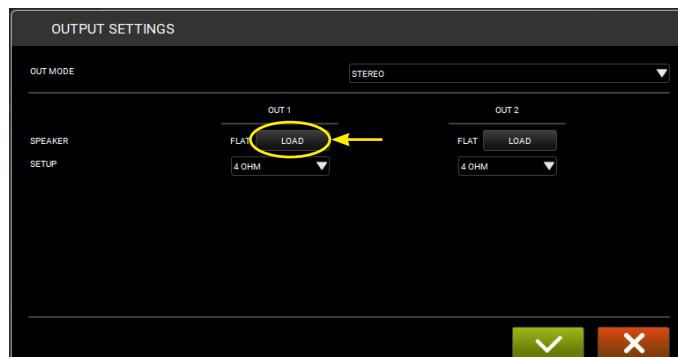 OUTPUT SETTINGS
OUT MODE STEREO
OUT 1 OUT 2
SPEAKER FLAT LOAD FLAT LOAD
SETUP 4 OHM 4 OHM